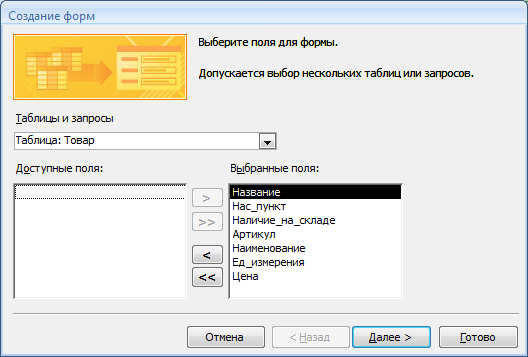 Создание форм
Выберите поля для формы.
Допускается выбор нескольких таблиц или запросов.
Таблицы и запросы
Таблица: Товар
Доступные поля:
Выбранные поля:
>
>>
<
<<
Название
Нас_пункт
Наличие_на_складе
Артикул
Наименование
Ед_измерения
Цена
Отмена
< Назад
Далее >
Готово